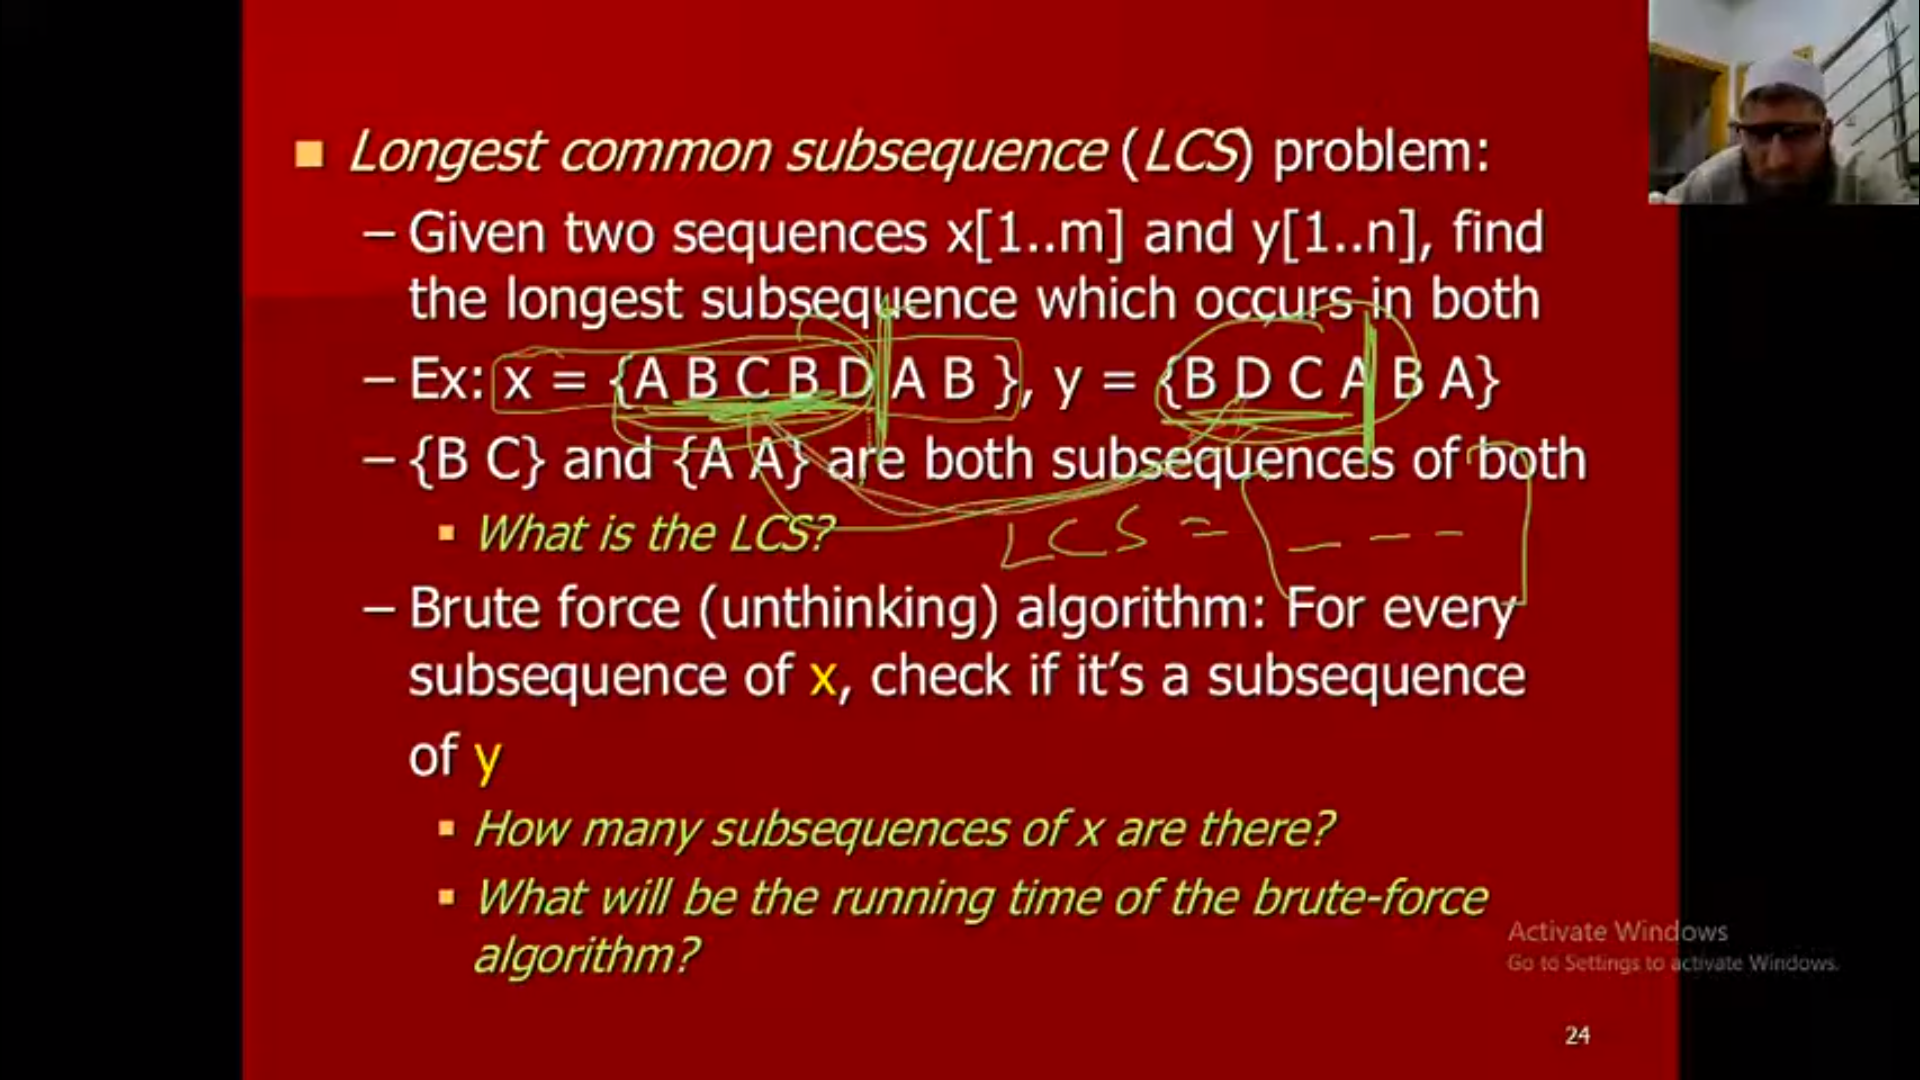 Longest common subsequence (LCS) problem:
– Given two sequences x[1..m] and y[1..n], find
the longest subsequence which occurs in both
– Ex: x = {A B C B D A B }, y = {B D C A B A}
– {B C} and {A A} are both subsequences of both
What is the LCS?
LCS =
– Brute force (unthinking) algorithm: For every
subsequence of x, check if it’s a subsequence
of y
How many subsequences of x are there?
What will be the running time of the brute-force
algorithm?
Activate Windows
Go to Settings to activate Windows.
24